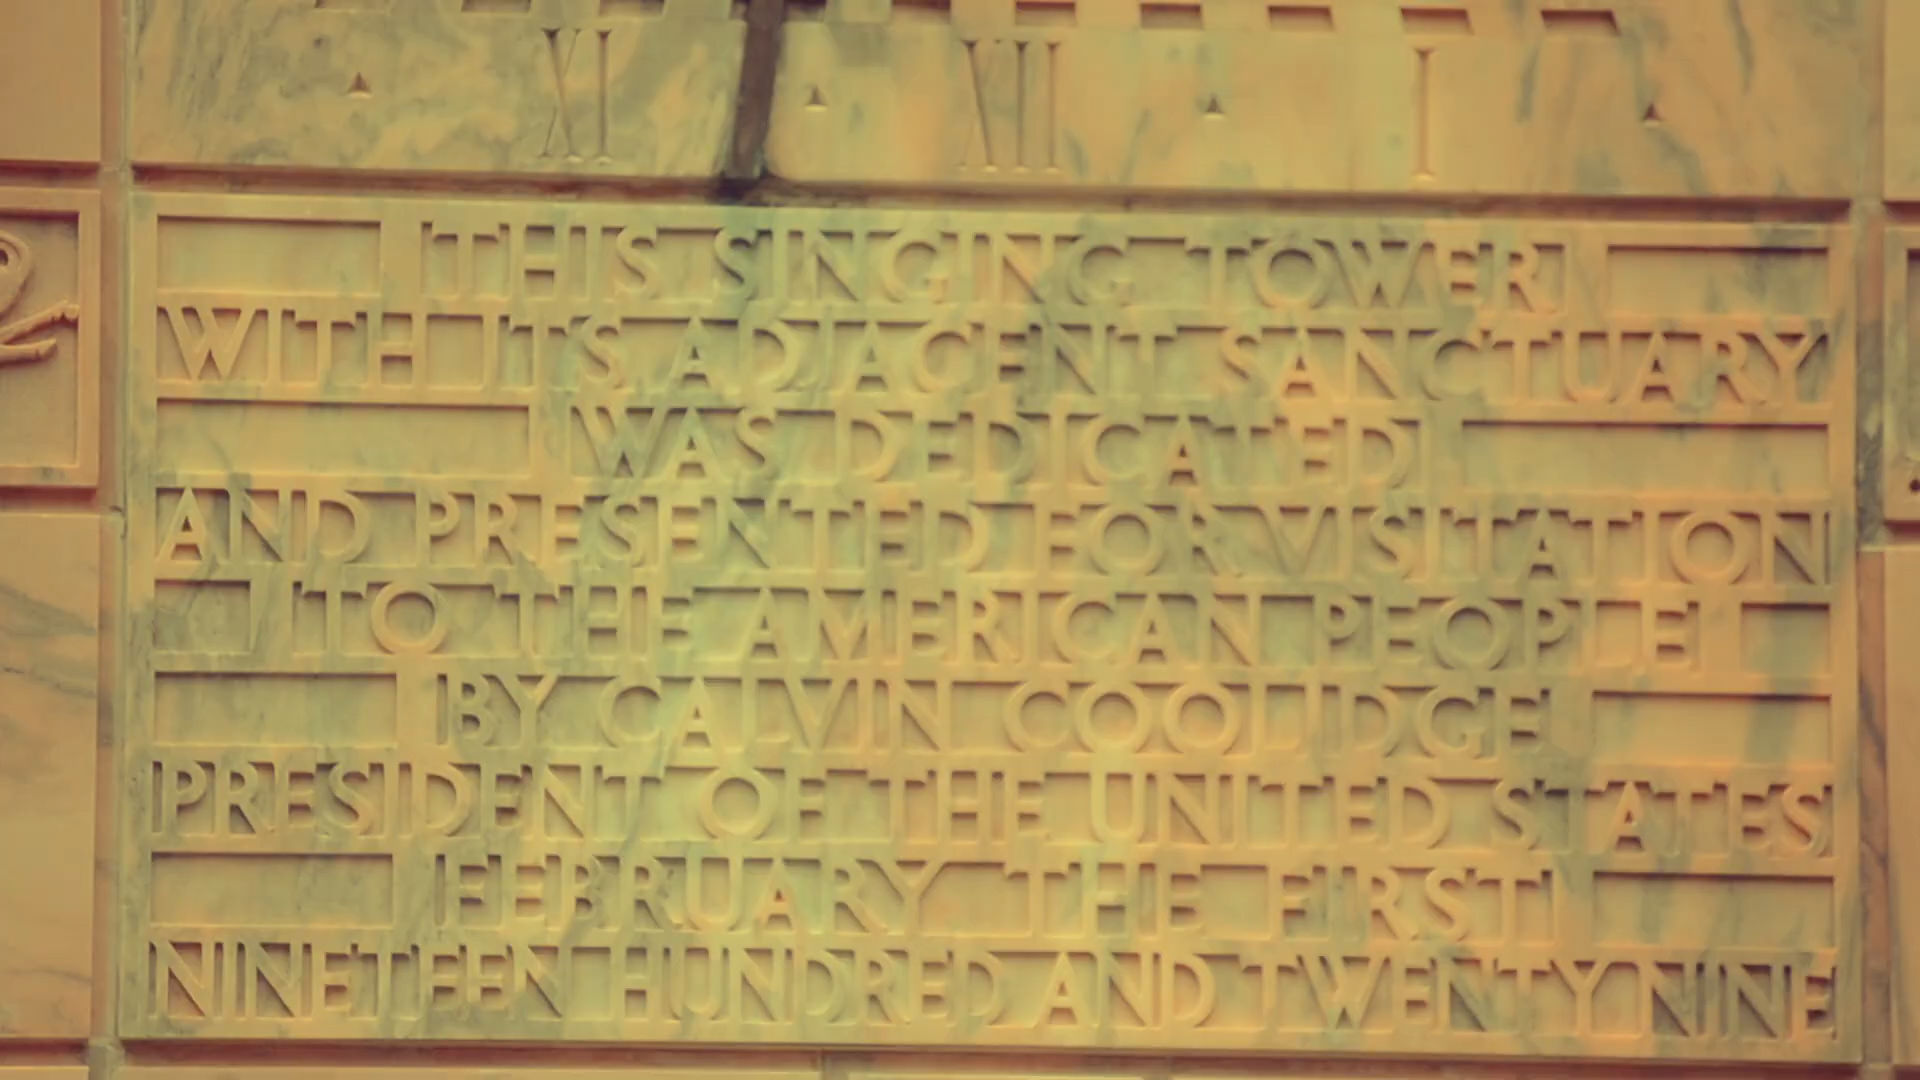 XI XII I
THIS SINGING TOWER
WITH ITS ADJACENT SANCTUARY
WAS DEDICATED
AND PRESENTED FOR VISITATION
TO THE AMERICAN PEOPLE
BY CALVIN COOLIDGE
PRESIDENT OF THE UNITED STATES
FEBRUARY THE FIRST
NINETEEN HUNDRED AND TWENTY NINE